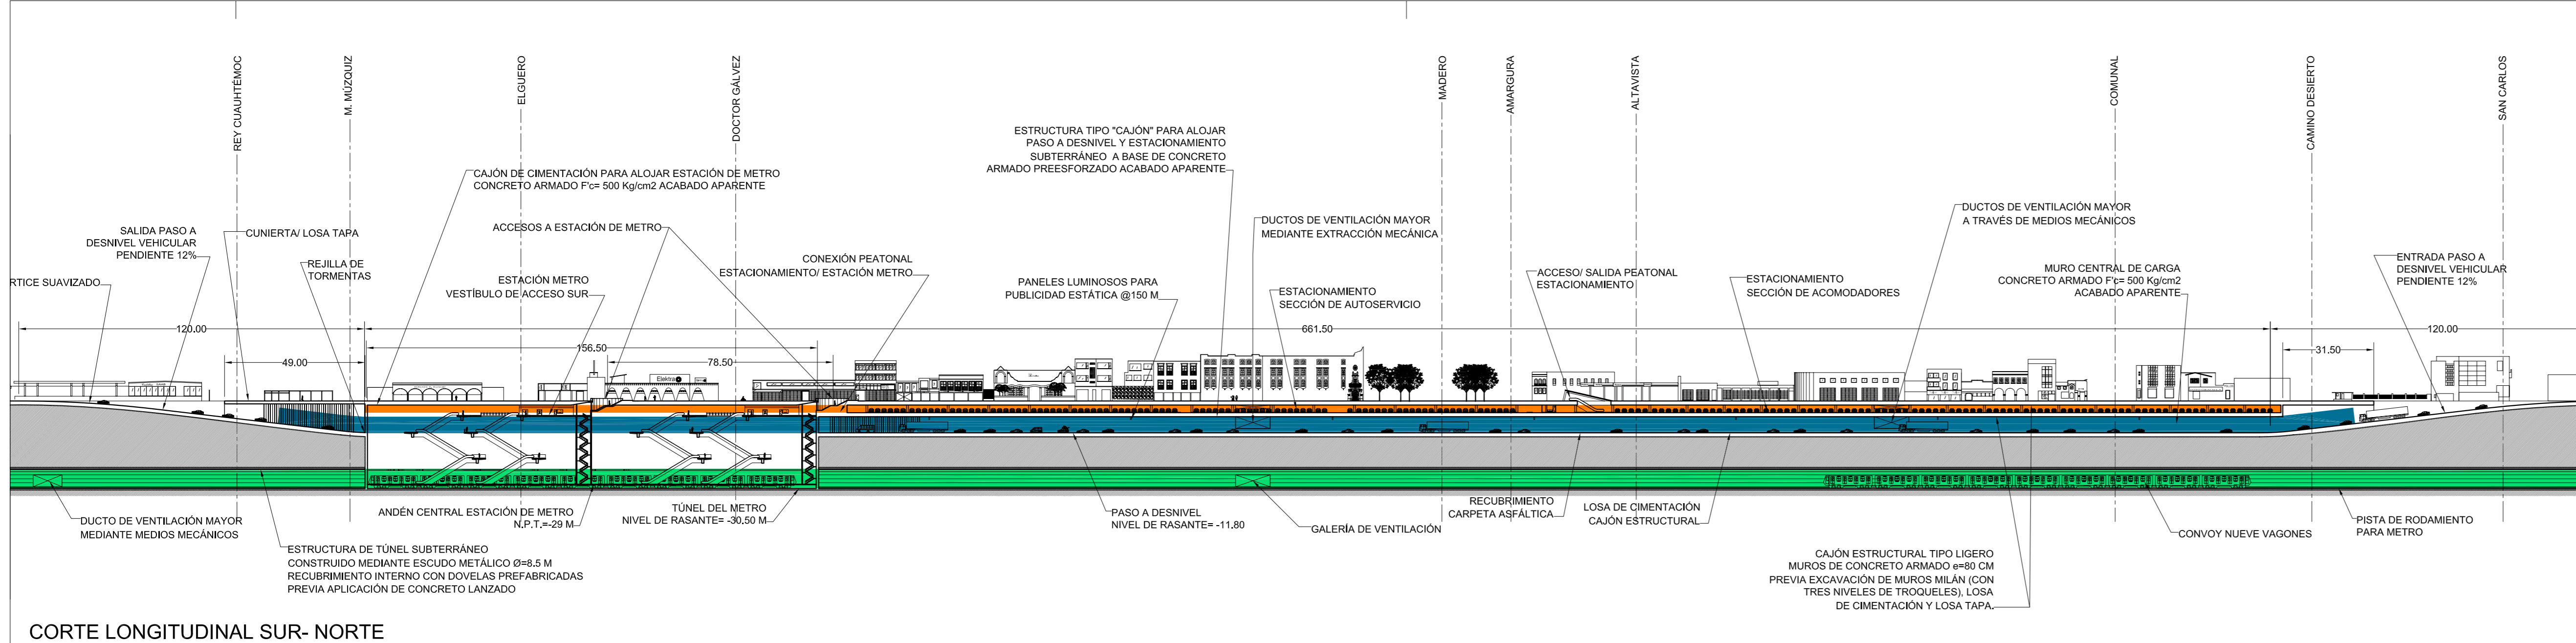 REY CUAUHTÉMOC
M. MÚZQUIZ
ELGUERO
DOCTOR GÁLVEZ
MADERO
AMARGURA
ALTAVISTA
COMUNAL
CAMINO DESIERTO
SAN CARLOS
ESTRUCTURA TIPO "CAJÓN" PARA ALOJAR
PASO A DESNIVEL Y ESTACIONAMIENTO
SUBTERRÁNEO A BASE DE CONCRETO
ARMADO PREESFORZADO ACABADO APARENTE
CAJÓN DE CIMENTACIÓN PARA ALOJAR ESTACIÓN DE METRO
CONCRETO ARMADO F'c= 500 Kg/cm2 ACABADO APARENTE
SALIDA PASO A
DESNIVEL VEHICULAR
PENDIENTE 12%
CUNIERTA/ LOSA TAPA
ACCESOS A ESTACIÓN DE METRO
DUCTOS DE VENTILACIÓN MAYOR
MEDIANTE EXTRACCIÓN MECÁNICA
DUCTOS DE VENTILACIÓN MAYOR
A TRAVÉS DE MEDIOS MECÁNICOS
RTICE SUAVIZADO
REJILLA DE
TORMENTAS
ESTACIÓN METRO
VESTÍBULO DE ACCESO SUR
CONEXIÓN PEATONAL
ESTACIONAMIENTO/ ESTACIÓN METRO
PANELES LUMINOSOS PARA
PUBLICIDAD ESTÁTICA @150 M
ESTACIONAMIENTO
SECCIÓN DE AUTOSERVICIO
ACCESO/ SALIDA PEATONAL
ESTACIONAMIENTO
ESTACIONAMIENTO
SECCIÓN DE ACOMODADORES
MURO CENTRAL DE CARGA
CONCRETO ARMADO F'c= 500 Kg/cm2
ACABADO APARENTE
ENTRADA PASO A
DESNIVEL VEHICULAR
PENDIENTE 12%
120.00
661.50
120.00
156.50
49.00
78.50
31.50
Elektra
DUCTO DE VENTILACIÓN MAYOR
MEDIANTE MEDIOS MECÁNICOS
ESTRUCTURA DE TÚNEL SUBTERRÁNEO
CONSTRUIDO MEDIANTE ESCUDO METÁLICO Ø=8.5 M
RECUBRIMIENTO INTERNO CON DOVELAS PREFABRICADAS
PREVIA APLICACIÓN DE CONCRETO LANZADO
ANDÉN CENTRAL ESTACIÓN DE METRO
N.P.T.=-29 M
TÚNEL DEL METRO
NIVEL DE RASANTE= -30,50 M
PASO A DESNIVEL
NIVEL DE RASANTE= -11.80
GALERÍA DE VENTILACIÓN
RECUBRIMIENTO
CARPETA ASFÁLTICA
LOSA DE CIMENTACIÓN
CAJÓN ESTRUCTURAL
CAJÓN ESTRUCTURAL TIPO LIGERO
MUROS DE CONCRETO ARMADO e=80 CM
PREVIA EXCAVACIÓN DE MUROS MILÁN (CON
TRES NIVELES DE TROQUELES), LOSA
DE CIMENTACIÓN Y LOSA TAPA.
CONVOY NUEVE VAGONES
PISTA DE RODAMIENTO
PARA METRO
CORTE LONGITUDINAL SUR- NORTE